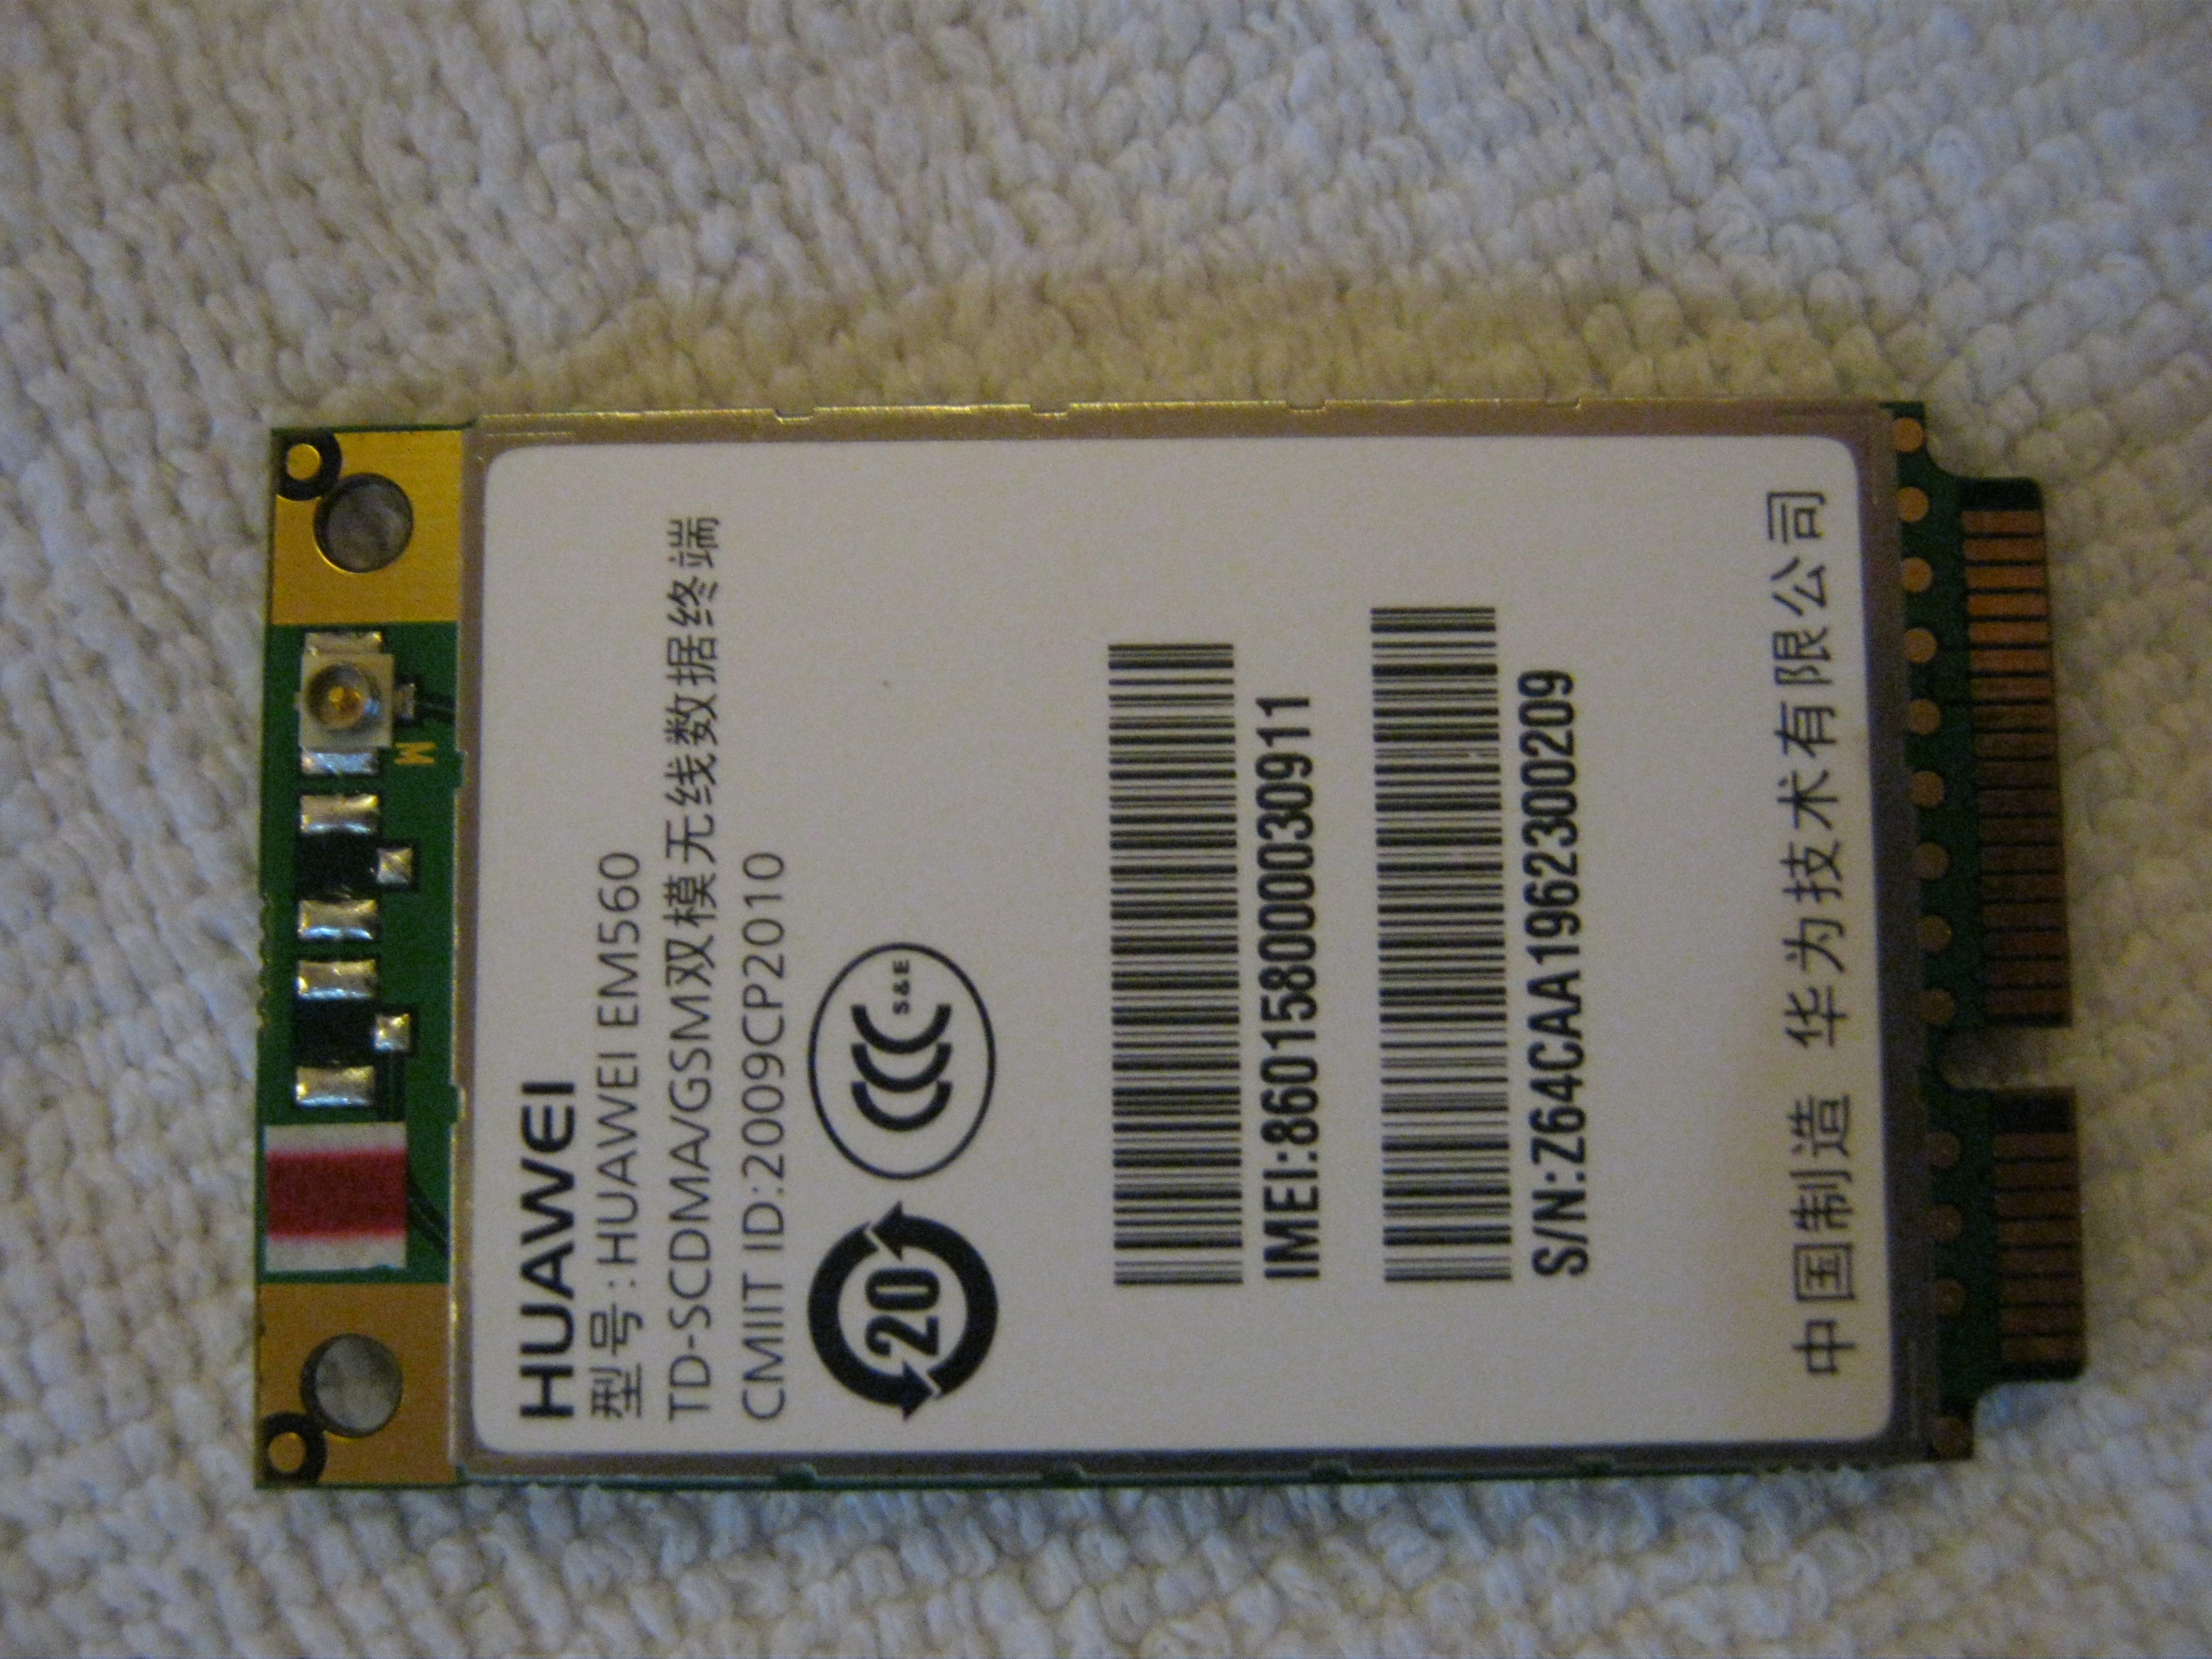 HUAWEI
型号:HUAWEI EM560
TD-SCDMA/GSM双模无线数据终端
CMIIT ID:2009CP2010
20
CCC S&E
IMEI:860158000030911
S/N:Z64CAA1962300209
中国制造 华为技术有限公司
M